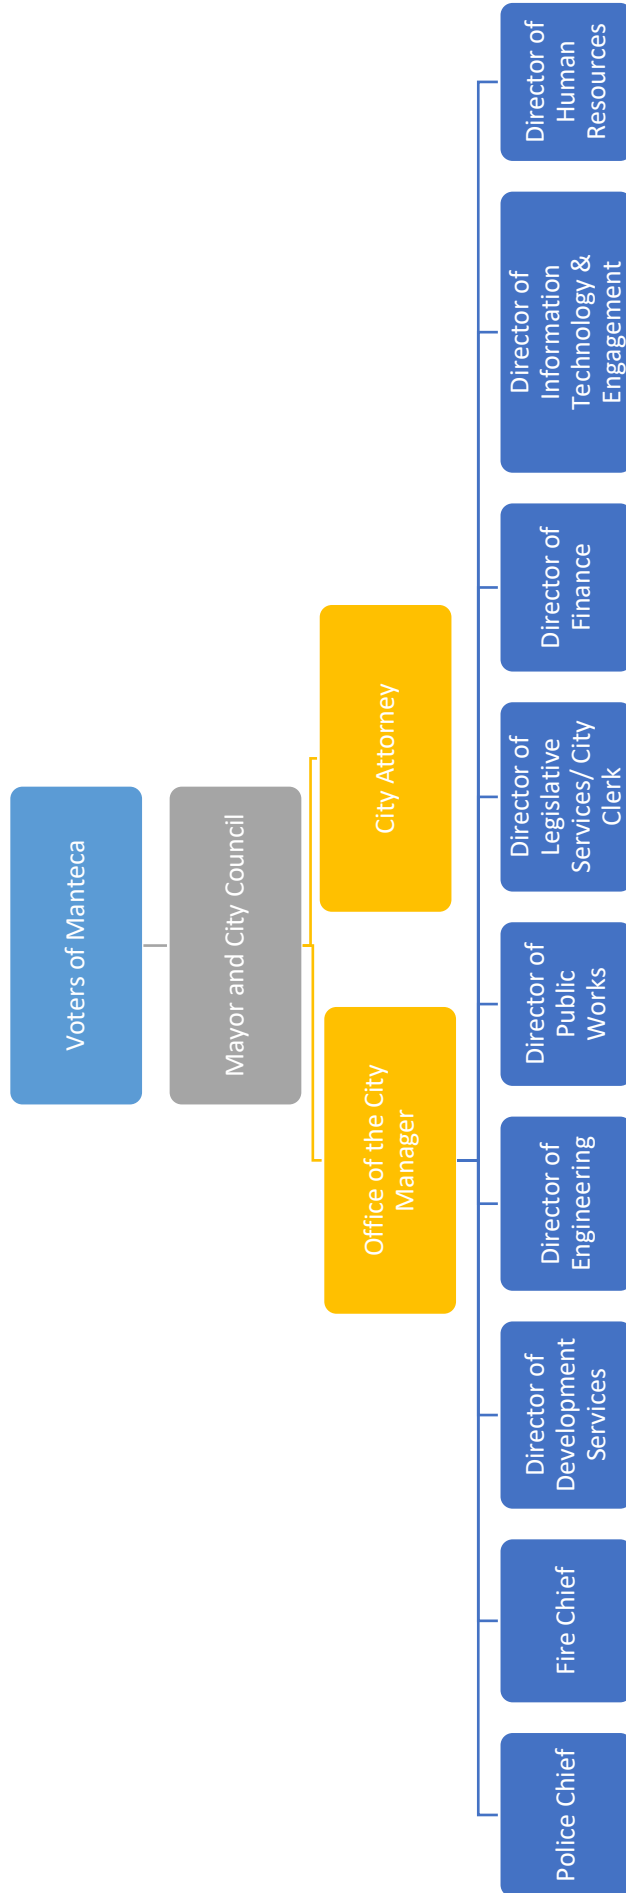 Voters of Manteca
Mayor and City Council
Office of the City
Manager
City Attorney
Police Chief
Fire Chief
Director of
Development
Services
Director of
Engineering
Director of
Public
Works
Director of
Legislative
Services/ City
Clerk
Director of
Finance
Director of
Information
Technology &
Engagement
Director of
Human
Resources